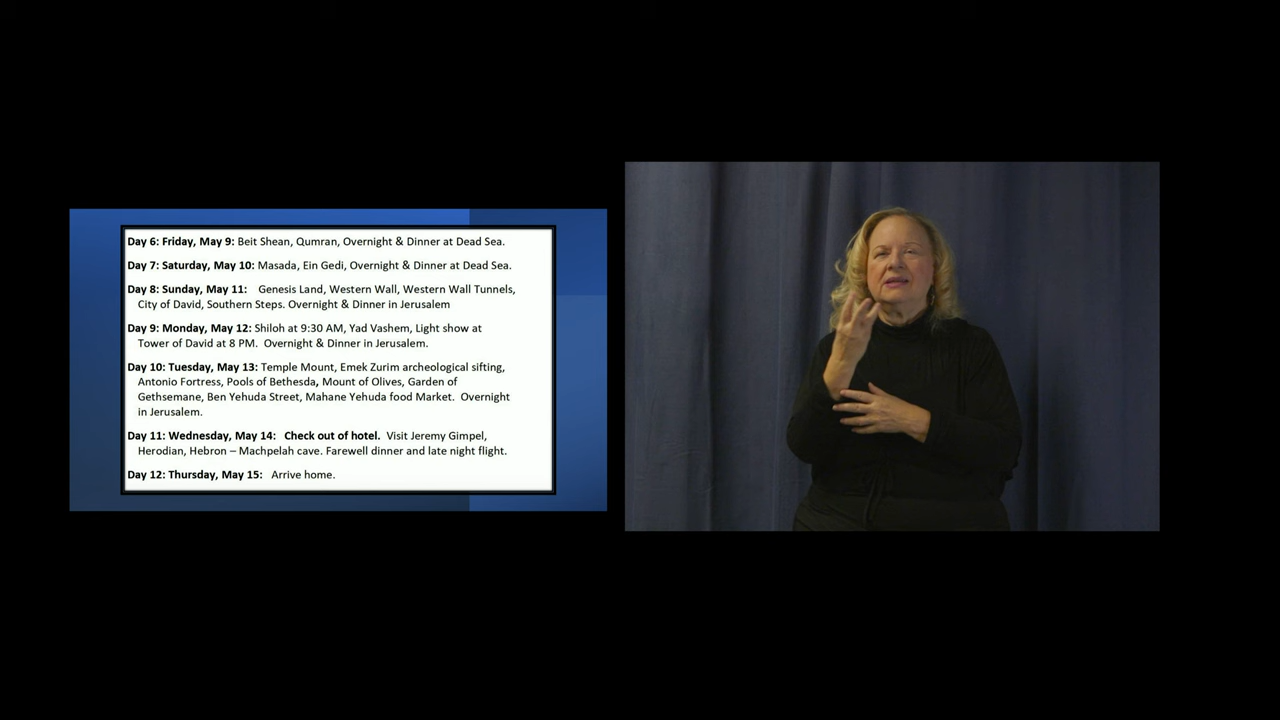 Day 6: Friday, May 9: Beit Shean, Qumran, Overnight & Dinner at Dead Sea.
Day 7: Saturday, May 10: Masada, Ein Gedi, Overnight & Dinner at Dead Sea.
Day 8: Sunday, May 11: Genesis Land, Western Wall, Western Wall Tunnels,
City of David, Southern Steps. Overnight & Dinner in Jerusalem
Day 9: Monday, May 12: Shiloh at 9:30 AM, Yad Vashem, Light show at
Tower of David at 8 PM. Overnight & Dinner in Jerusalem.
Day 10: Tuesday, May 13: Temple Mount, Emek Zurim archeological sifting,
Antonio Fortress, Pools of Bethesda, Mount of Olives, Garden of
Gethsemane, Ben Yehuda Street, Mahane Yehuda food Market. Overnight
in Jerusalem.
Day 11: Wednesday, May 14: Check out of hotel. Visit Jeremy Gimpel,
Herodian, Hebron – Machpelah cave. Farewell dinner and late night flight.
Day 12: Thursday, May 15: Arrive home.